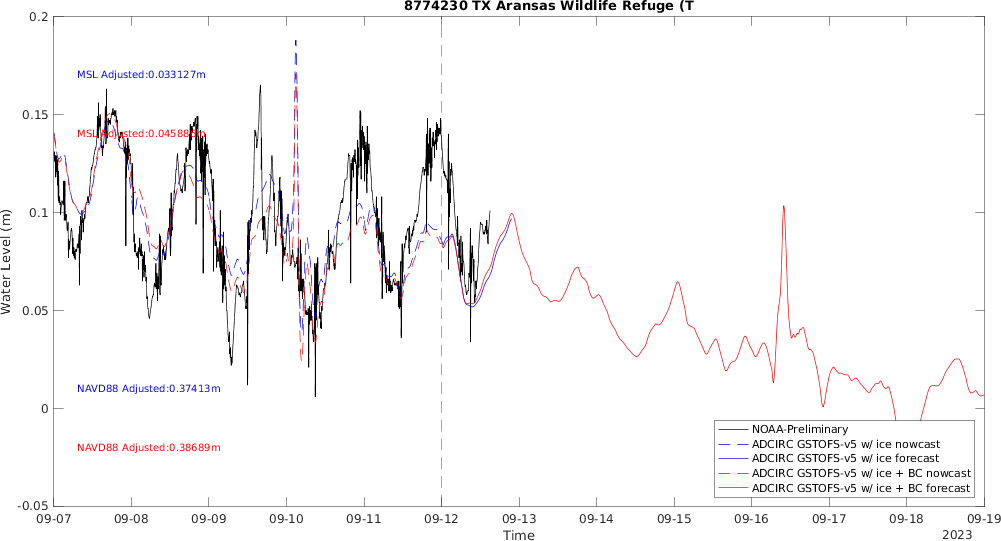 8774230 TX Aransas Wildlife Refuge (T
0.2
MSL Adjusted:0.033127m
0.15
0.1
Water Level (m)
0.05
NAVD88 Adjusted:0.37413m
0
NAVD88 Adjusted:0.38689m
NOAA-Preliminary
ADCIRC GSTOFS-v5 w/ ice nowcast
ADCIRC GSTOFS-v5 w/ ice forecast
ADCIRC GSTOFS-v5 w/ ice + BC nowcast
ADCIRC GSTOFS-v5 w/ ice + BC forecast
-0.05
09-07 09-08 09-09 09-10 09-11 09-12 09-13 09-14 09-15 09-16 09-17 09-18 09-19
Time
2023